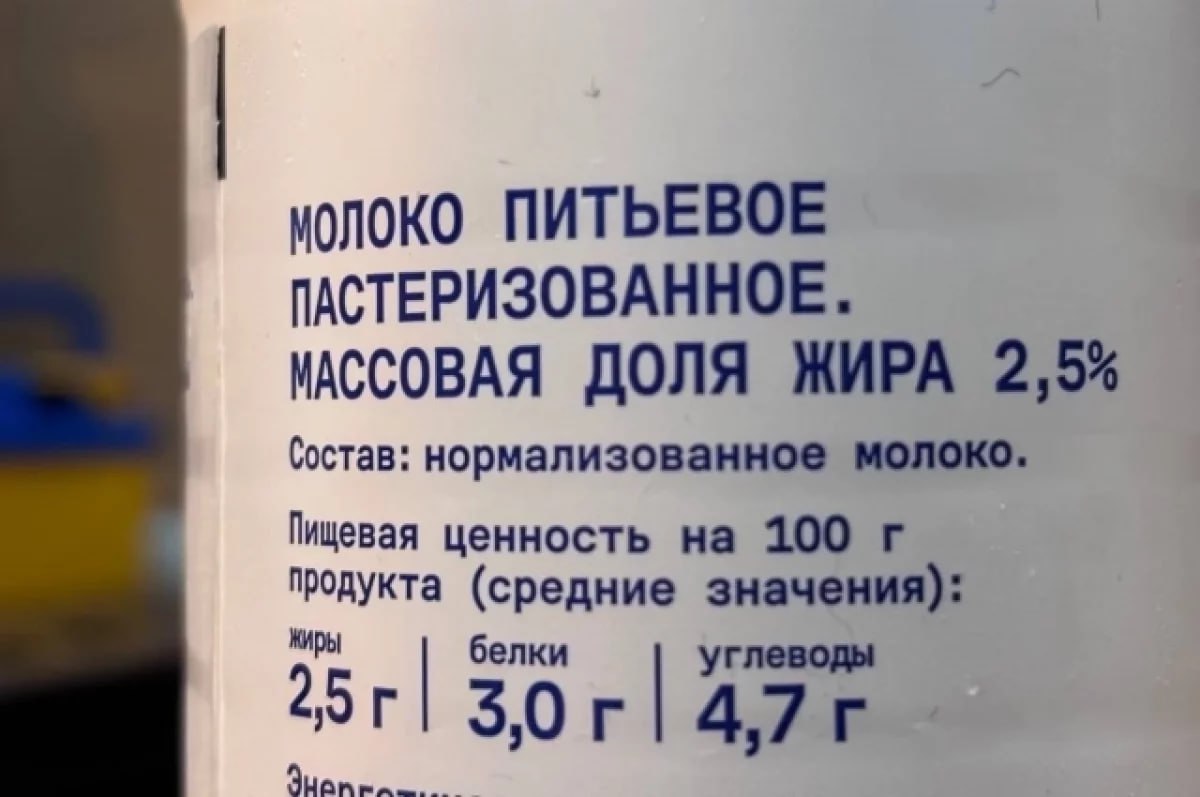 МОЛОКО ПИТЬЕВОЕ
ПАСТЕРИЗОВАННОЕ.
МАССОВАЯ ДОЛЯ ЖИРА 2,5%
Состав: нормализованное молоко.
Пищевая ценность на 100 г
продукта (средние значения):
жиры | белки | углеводы
2,5 г | 3,0 г | 4,7 г